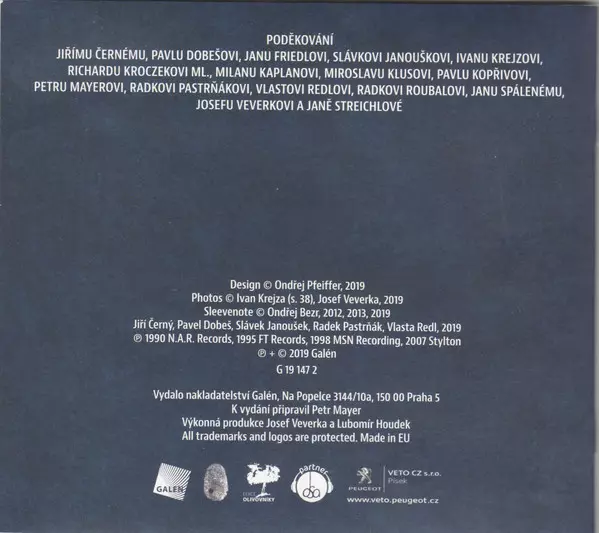 PODĚKOVÁNÍ
JIŘÍMU ČERNÉMU, PAVLU DOBEŠOVI, JANU FRIEDLOVI, SLÁVKOVI JANOUŠKOVI, IVANU KREJZOVI,
RICHARDU KROCZEKOVI ML., MILANU KAPLANOVI, MIROSLAVU KLUSOVI, PAVLU KOPŘIVOVI,
PETRU MAYEROVI, RADKOVI PASTRŇÁKOVI, VLASTOVI REDLOVI, RADKOVI ROUBALOVI, JANU SPÁLENÉMU,
JOSEFU VEVERKOVI A JANĚ STREICHLOVÉ
Design © Ondřej Pfeiffer, 2019
Photos © Ivan Krejza (s. 38), Josef Veverka, 2019
Sleevenote © Ondřej Bezr, 2012, 2013, 2019
Jiří Černý, Pavel Dobeš, Slávek Janoušek, Radek Pastrňák, Vlasta Redl, 2019
℗ 1990 N.A.R. Records, 1995 FT Records, 1998 MSN Recording, 2007 Stylton
℗ + © 2019 Galén
G 19 147 2
Vydalo nakladatelství Galén, Na Popelce 3144/10a, 150 00 Praha 5
K vydání připravil Petr Mayer
Výkonná produkce Josef Veverka a Lubomír Houdek
All trademarks and logos are protected. Made in EU
GALÉN
OLIVOVNÍKY
partner
osa
PEUGEOT
VETO CZ s.r.o.
Písek
www.veto.peugeot.cz